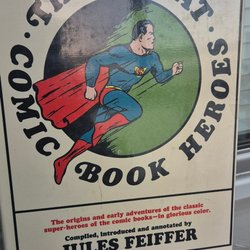 COMIC
BOOK
HEROES
The origins and early adventures of the classic
super-heroes of the comic books—in glorious color.
Compiled, introduced and annotated by
JULES FEIFFER